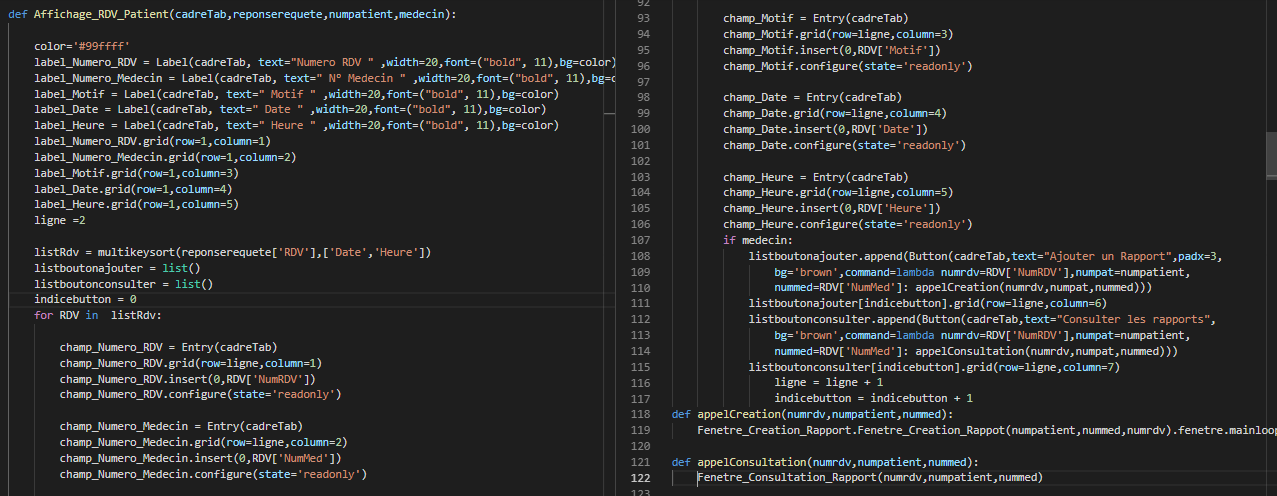 def Affichage_RDV_Patient(cadreTab,reponserequete,numpatient,medecin):
color='#99ffff'
label_Numero_RDV = Label(cadreTab, text="Numero RDV " ,width=20,font=("bold", 11),bg=color)
label_Numero_Medecin = Label(cadreTab, text=" N° Medecin " ,width=20,font=("bold", 11),bg=c
label_Motif = Label(cadreTab, text=" Motif " ,width=20,font=("bold", 11),bg=color)
label_Date = Label(cadreTab, text=" Date " ,width=20,font=("bold", 11),bg=color)
label_Heure = Label(cadreTab, text=" Heure " ,width=20,font=("bold", 11),bg=color)
label_Numero_RDV.grid(row=1,column=1)
label_Numero_Medecin.grid(row=1,column=2)
label_Motif.grid(row=1,column=3)
label_Date.grid(row=1,column=4)
label_Heure.grid(row=1,column=5)
ligne =2
listRdv = multikeysort(reponserequete['RDV'],['Date','Heure'])
listboutonajouter = list()
listboutonconsulter = list()
indicebutton = 0
for RDV in  listRdv:
champ_Numero_RDV = Entry(cadreTab)
champ_Numero_RDV.grid(row=ligne,column=1)
champ_Numero_RDV.insert(0,RDV['NumRDV'])
champ_Numero_RDV.configure(state='readonly')
champ_Numero_Medecin = Entry(cadreTab)
champ_Numero_Medecin.grid(row=ligne,column=2)
champ_Numero_Medecin.insert(0,RDV['NumMed'])
champ_Numero_Medecin.configure(state='readonly')
92
93 champ_Motif = Entry(cadreTab)
94 champ_Motif.grid(row=ligne,column=3)
95 champ_Motif.insert(0,RDV['Motif'])
96 champ_Motif.configure(state='readonly')
97
98 champ_Date = Entry(cadreTab)
99 champ_Date.grid(row=ligne,column=4)
100 champ_Date.insert(0,RDV['Date'])
101 champ_Date.configure(state='readonly')
102
103 champ_Heure = Entry(cadreTab)
104 champ_Heure.grid(row=ligne,column=5)
105 champ_Heure.insert(0,RDV['Heure'])
106 champ_Heure.configure(state='readonly')
107 if medecin:
108 listboutonajouter.append(Button(cadreTab,text="Ajouter un Rapport",padx=3,
109 bg='brown',command=lambda numrdv=RDV['NumRDV'],numpat=numpatient,
110 nummed=RDV['NumMed']: appelCreation(numrdv,numpat,nummed)))
111 listboutonajouter[indicebutton].grid(row=ligne,column=6)
112 listboutonconsulter.append(Button(cadreTab,text="Consulter les rapports",
113 bg='brown',command=lambda numrdv=RDV['NumRDV'],numpat=numpatient,
114 nummed=RDV['NumMed']: appelConsultation(numrdv,numpat,nummed)))
115 listboutonconsulter[indicebutton].grid(row=ligne,column=7)
116 ligne = ligne + 1
117 indicebutton = indicebutton + 1
118 def appelCreation(numrdv,numpatient,nummed):
119 Fenetre_Creation_Rapport.Fenetre_Creation_Rappot(numpatient,nummed,numrdv).fenetre.mainloop
120
121 def appelConsultation(numrdv,numpatient,nummed):
122 Fenetre_Consultation_Rapport(numrdv,numpatient,nummed)
123